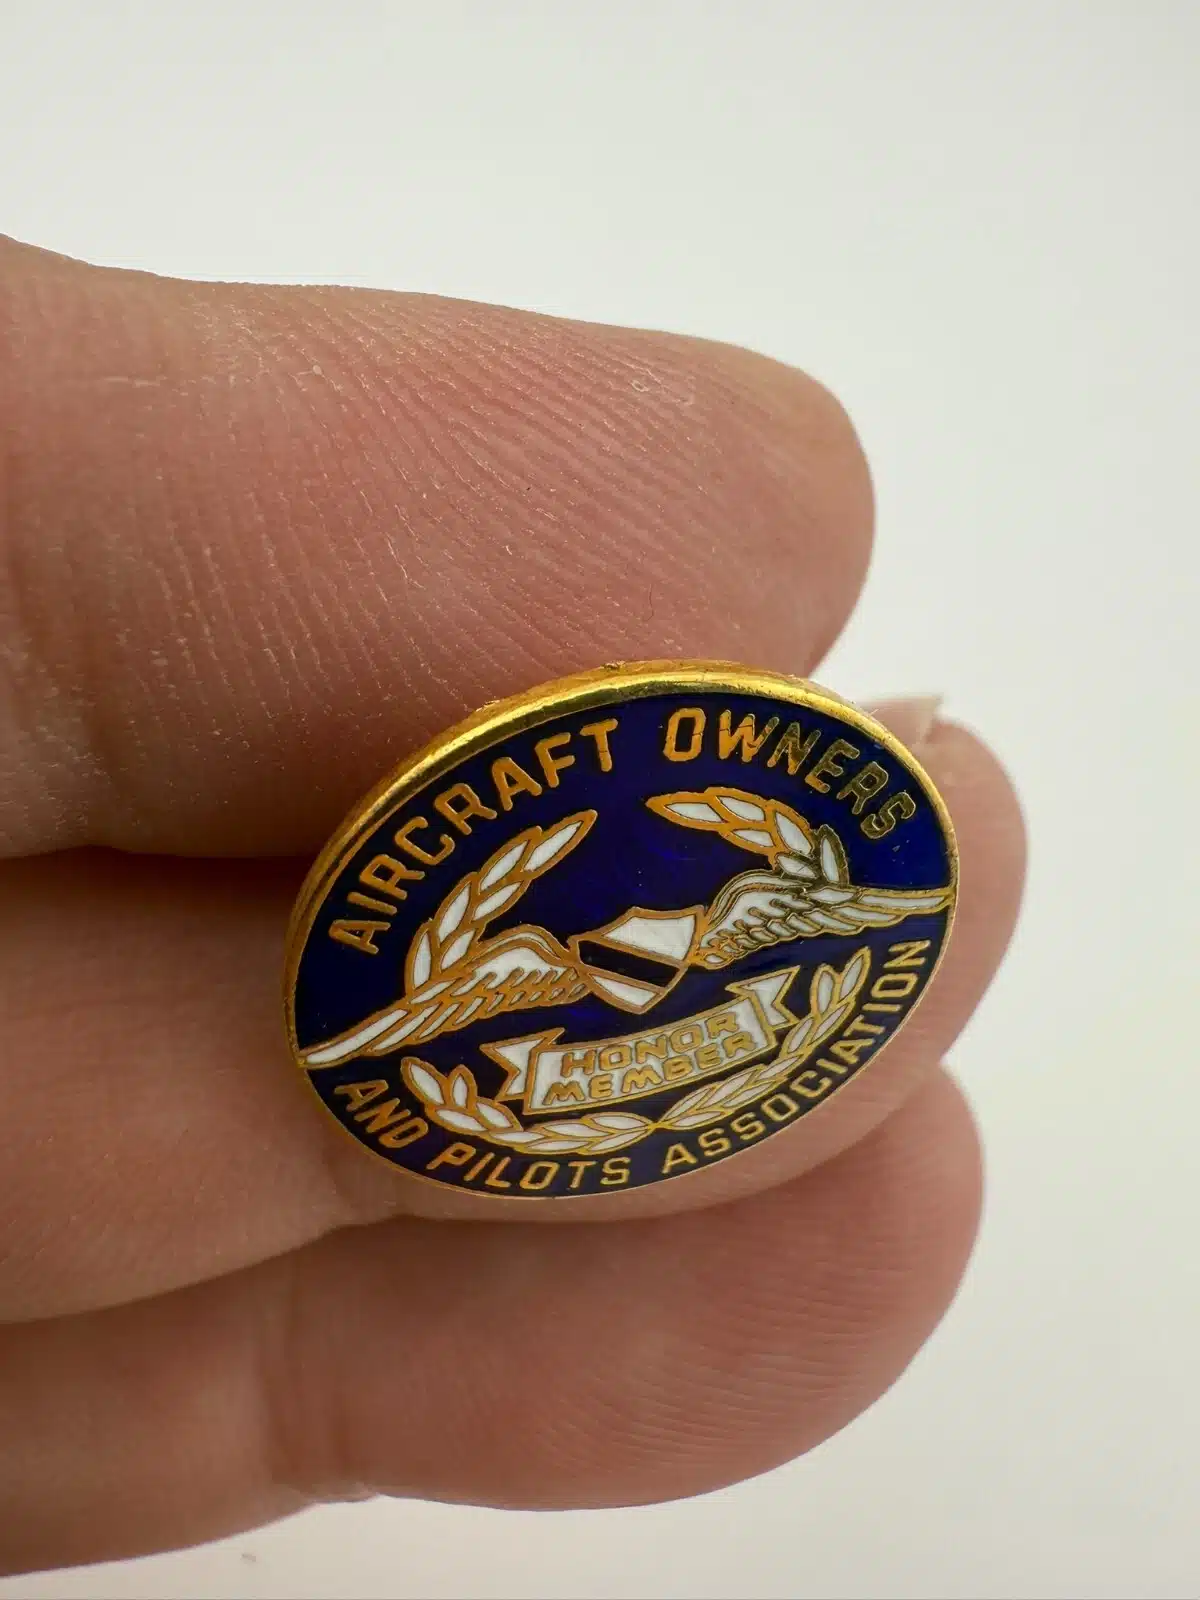 AIRCRAFT OWNERS
HONOR
MEMBER
AND PILOTS ASSOCIATION